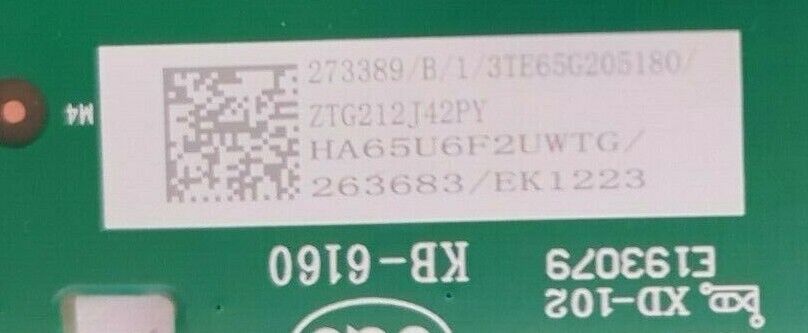 273389/B/1/3TE65G205180/
ZTG212J42PY
HA65U6F2UWTG/
263683/EK1223
M4
KB-6160
E193079
XD-102